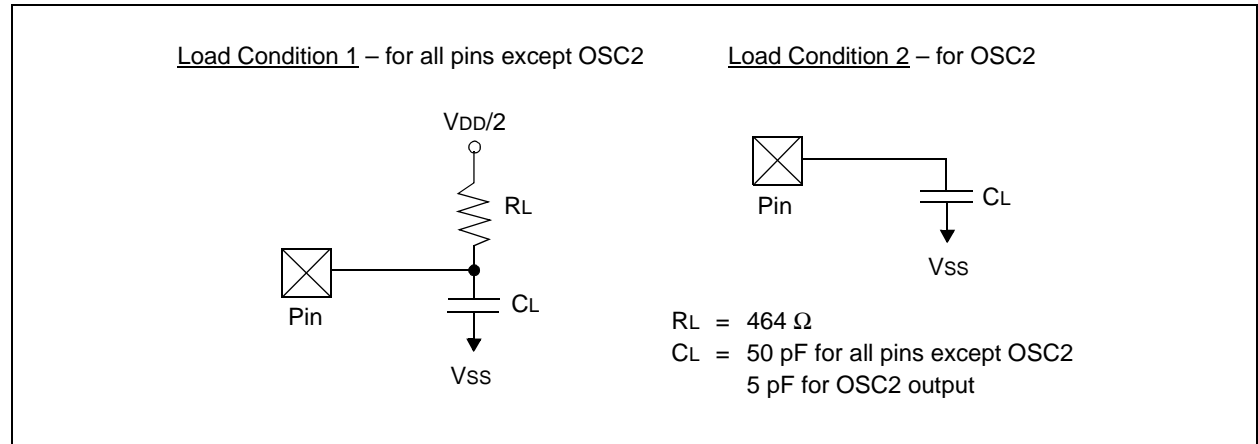 Load Condition 1 – for all pins except OSC2
Load Condition 2 – for OSC2
VDD/2
RL
Pin
CL
VSS
Pin
CL
VSS
RL = 464 Ω
CL = 50 pF for all pins except OSC2
5 pF for OSC2 output